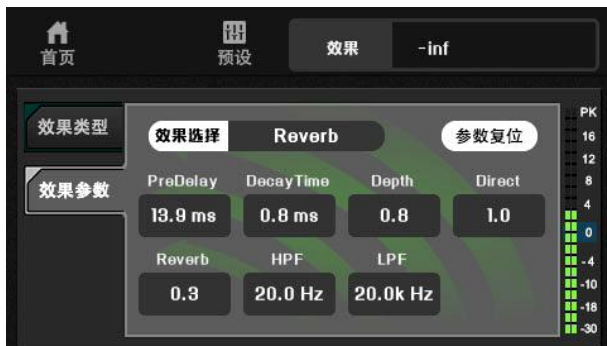 首页
预设
效果
-inf
效果类型
效果参数
效果选择 Reverb
参数复位
PreDelay DecayTime Depth Direct
13.9 ms 0.8 ms 0.8 1.0
Reverb HPF LPF
0.3 20.0 Hz 20.0k Hz
PK
16
12
8
4
0
-4
-10
-18
-30